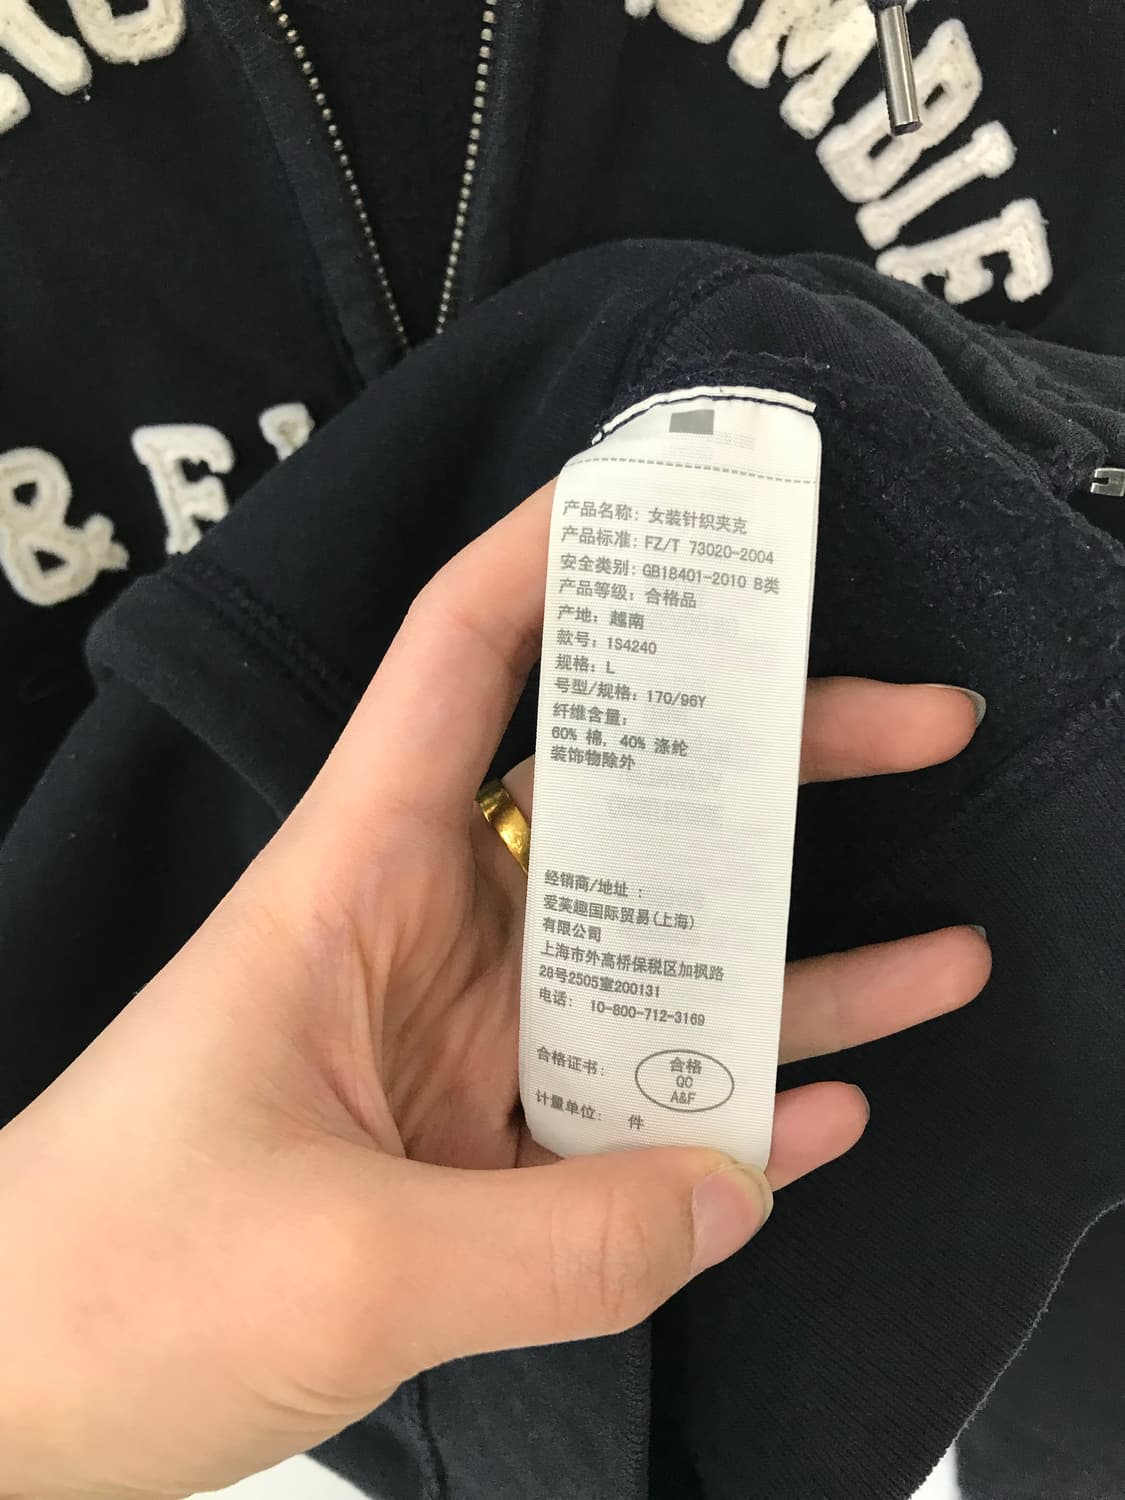 OMBIE
& F
产品名称: 女装针织夹克
产品标准: FZ/T 73020-2004
安全类别: GB18401-2010 B类
产品等级: 合格品
产地: 越南
款号: 1S4240
规格: L
号型/规格: 170/96Y
纤维含量:
60% 棉, 40% 涤纶
装饰物除外
经销商/地址 :
爱芙趣国际贸易(上海)
有限公司
上海市外高桥保税区加枫路
28号2505室200131
电话: 10-800-712-3169
合格证书: 合格
QC
A&F
计量单位: 件